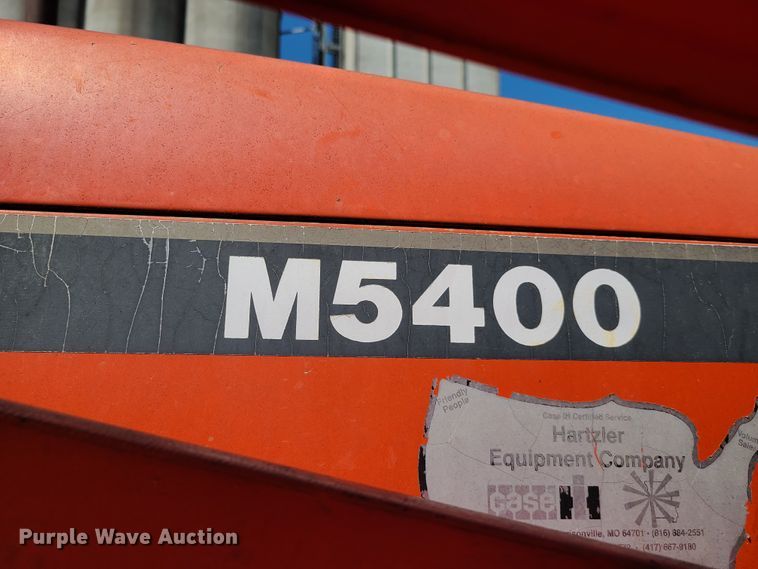 M5400
Friendly
People
Case IH Certified Service
Hartzler
Equipment Company
case IH
MO 64701 • (816) 884-2551
• (417) 667-9180
Purple Wave Auction